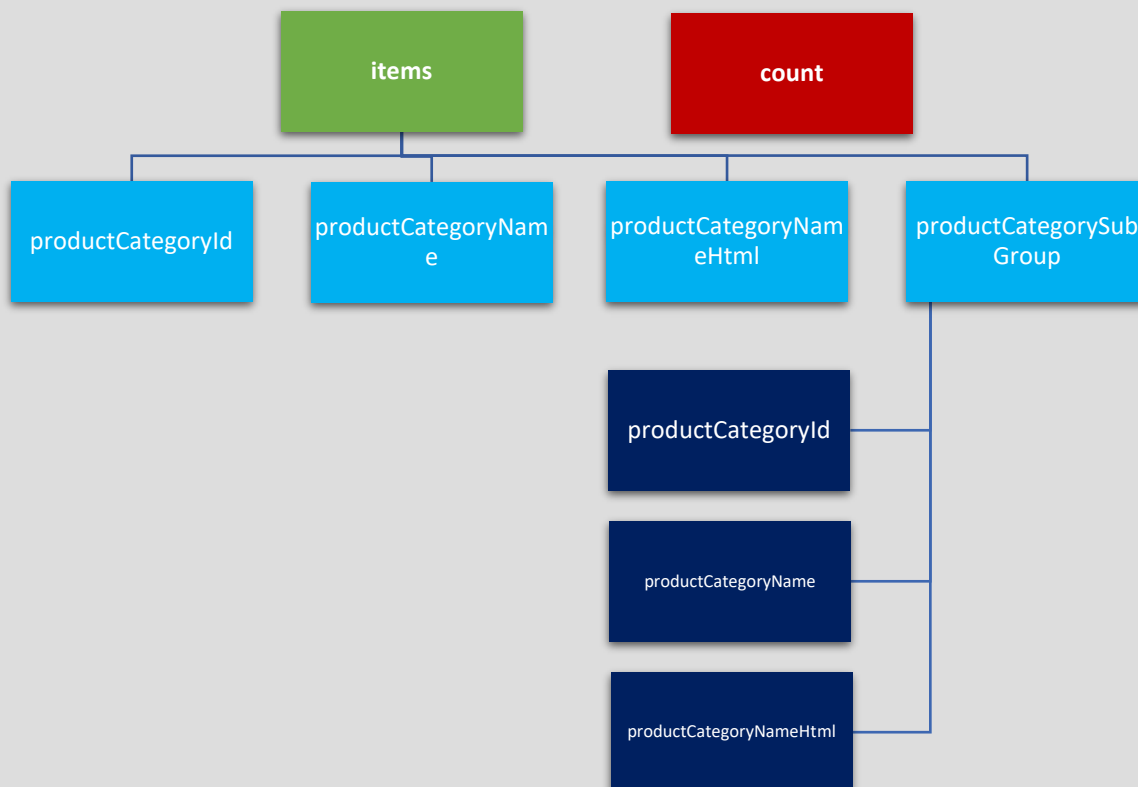 items
count
productCategoryId
productCategoryNam
e
productCategoryNam
eHtml
productCategorySub
Group
productCategoryId
productCategoryName
productCategoryNameHtml